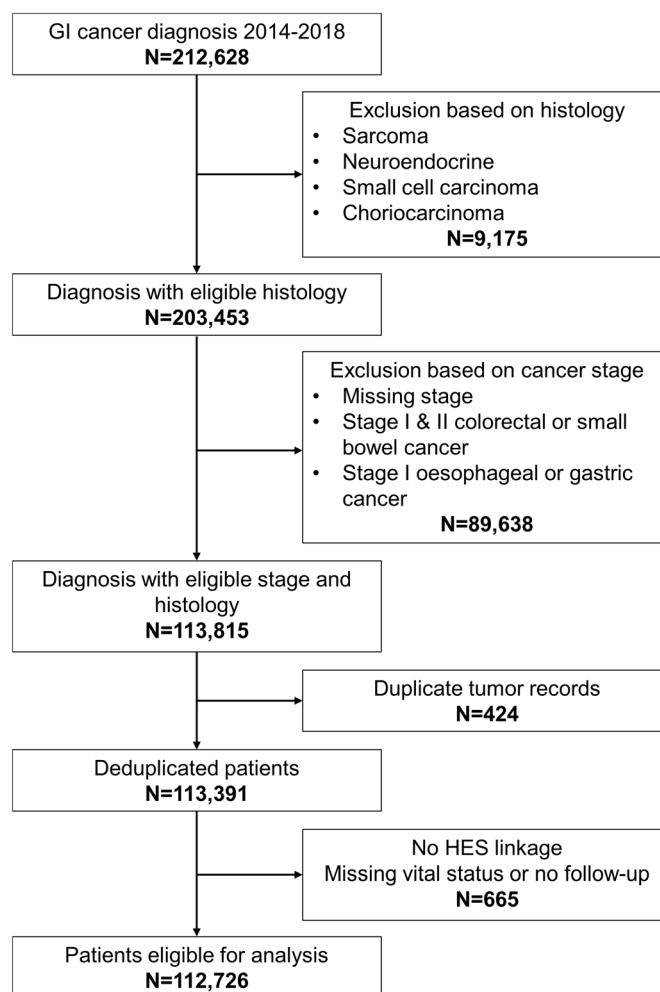 GI cancer diagnosis 2014-2018
N=212,628
Exclusion based on histology
• Sarcoma
• Neuroendocrine
• Small cell carcinoma
• Choriocarcinoma
N=9,175
Diagnosis with eligible histology
N=203,453
Exclusion based on cancer stage
• Missing stage
• Stage I & II colorectal or small
bowel cancer
• Stage I oesophageal or gastric
cancer
N=89,638
Diagnosis with eligible stage and
histology
N=113,815
Duplicate tumor records
N=424
Deduplicated patients
N=113,391
No HES linkage
Missing vital status or no follow-up
N=665
Patients eligible for analysis
N=112,726